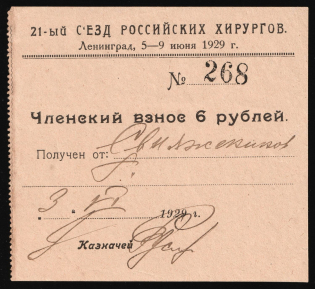 21-ый С'ЕЗД РОССИЙСКИХ ХИРУРГОВ.
Ленинград, 5—9 июня 1929 г.
№ 268
Членский взнос 6 рублей.
Получен от:
3. VI 1929 г.
Казначей